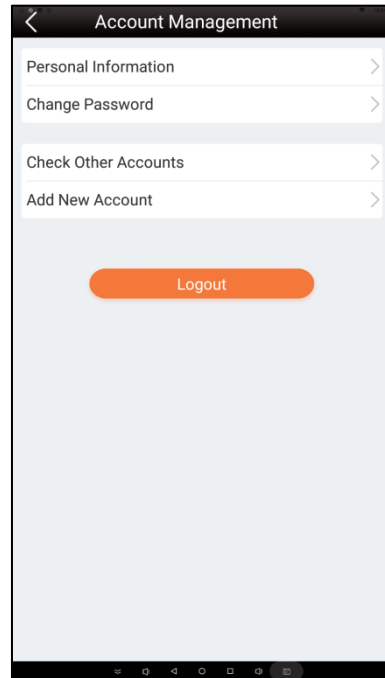 Account Management
Personal Information
Change Password
Check Other Accounts
Add New Account
Logout